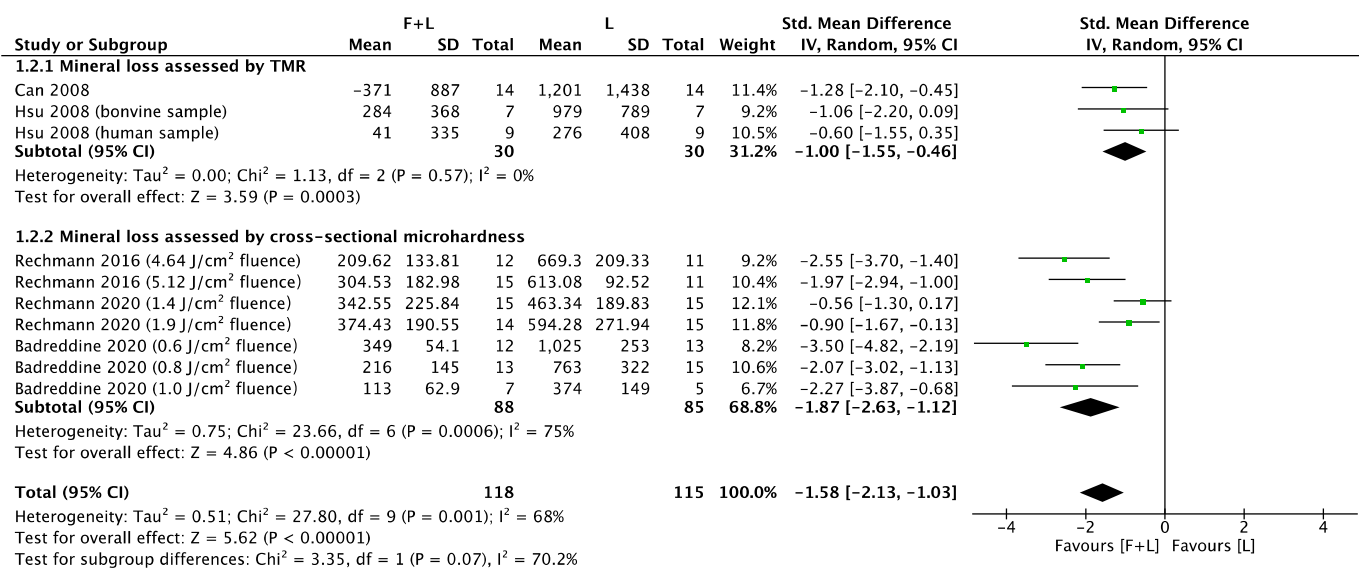 F+L L Std. Mean Difference Std. Mean Difference
Study or Subgroup Mean SD Total Mean SD Total Weight IV, Random, 95% CI IV, Random, 95% CI
1.2.1 Mineral loss assessed by TMR
Can 2008 −371 887 14 1,201 1,438 14 11.4% −1.28 [−2.10, −0.45]
Hsu 2008 (bonvine sample) 284 368 7 979 789 7 9.2% −1.06 [−2.20, 0.09]
Hsu 2008 (human sample) 41 335 9 276 408 9 10.5% −0.60 [−1.55, 0.35]
Subtotal (95% CI) 30 30 31.2% −1.00 [−1.55, −0.46]
Heterogeneity: Tau² = 0.00; Chi² = 1.13, df = 2 (P = 0.57); I² = 0%
Test for overall effect: Z = 3.59 (P = 0.0003)
1.2.2 Mineral loss assessed by cross−sectional microhardness
Rechmann 2016 (4.64 J/cm² fluence) 209.62 133.81 12 669.3 209.33 11 9.2% −2.55 [−3.70, −1.40]
Rechmann 2016 (5.12 J/cm² fluence) 304.53 182.98 15 613.08 92.52 11 10.4% −1.97 [−2.94, −1.00]
Rechmann 2020 (1.4 J/cm² fluence) 342.55 225.84 15 463.34 189.83 15 12.1% −0.56 [−1.30, 0.17]
Rechmann 2020 (1.9 J/cm² fluence) 374.43 190.55 14 594.28 271.94 15 11.8% −0.90 [−1.67, −0.13]
Badreddine 2020 (0.6 J/cm² fluence) 349 54.1 12 1,025 253 13 8.2% −3.50 [−4.82, −2.19]
Badreddine 2020 (0.8 J/cm² fluence) 216 145 13 763 322 15 10.6% −2.07 [−3.02, −1.13]
Badreddine 2020 (1.0 J/cm² fluence) 113 62.9 7 374 149 5 6.7% −2.27 [−3.87, −0.68]
Subtotal (95% CI) 88 85 68.8% −1.87 [−2.63, −1.12]
Heterogeneity: Tau² = 0.75; Chi² = 23.66, df = 6 (P = 0.0006); I² = 75%
Test for overall effect: Z = 4.86 (P < 0.00001)
Total (95% CI) 118 115 100.0% −1.58 [−2.13, −1.03]
Heterogeneity: Tau² = 0.51; Chi² = 27.80, df = 9 (P = 0.001); I² = 68%
Test for overall effect: Z = 5.62 (P < 0.00001)
Test for subgroup differences: Chi² = 3.35, df = 1 (P = 0.07), I² = 70.2%
−4 −2 0 2 4
Favours [F+L] Favours [L]